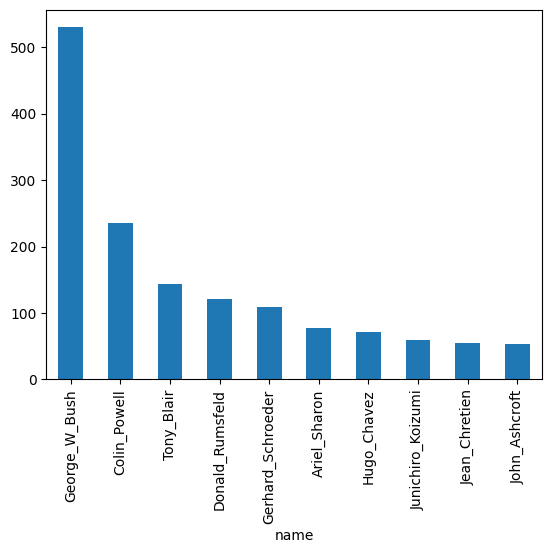 500
400
300
200
100
0
George_W_Bush
Colin_Powell
Tony_Blair
Donald_Rumsfeld
Gerhard_Schroeder
Ariel_Sharon
Hugo_Chavez
Junichiro_Koizumi
Jean_Chretien
John_Ashcroft
name